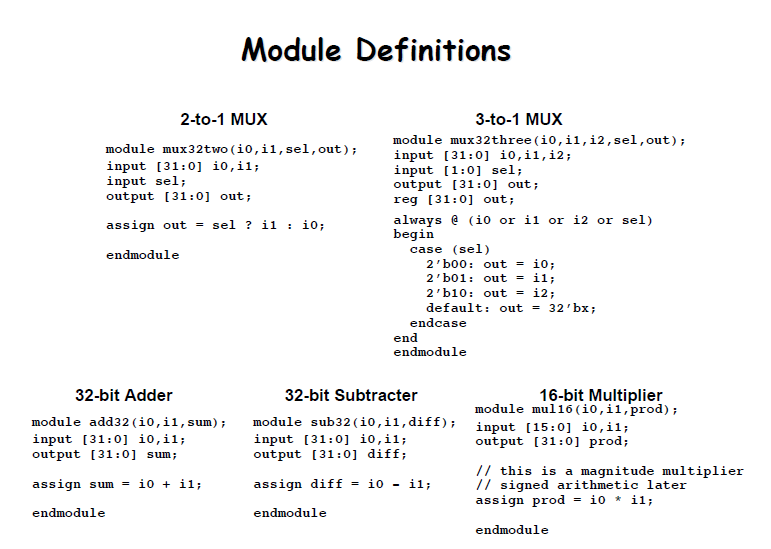 Module Definitions
2-to-1 MUX
module mux32two(i0,i1,sel,out);
input [31:0] i0,i1;
input sel;
output [31:0] out;
assign out = sel ? i1 : i0;
endmodule
3-to-1 MUX
module mux32three(i0,i1,i2,sel,out);
input [31:0] i0,i1,i2;
input [1:0] sel;
output [31:0] out;
reg [31:0] out;
always @ (i0 or i1 or i2 or sel)
begin
  case (sel)
    2’b00: out = i0;
    2’b01: out = i1;
    2’b10: out = i2;
    default: out = 32’bx;
  endcase
end
endmodule
32-bit Adder
module add32(i0,i1,sum);
input [31:0] i0,i1;
output [31:0] sum;
assign sum = i0 + i1;
endmodule
32-bit Subtracter
module sub32(i0,i1,diff);
input [31:0] i0,i1;
output [31:0] diff;
assign diff = i0 - i1;
endmodule
16-bit Multiplier
module mul16(i0,i1,prod);
input [15:0] i0,i1;
output [31:0] prod;
// this is a magnitude multiplier
// signed arithmetic later
assign prod = i0 * i1;
endmodule